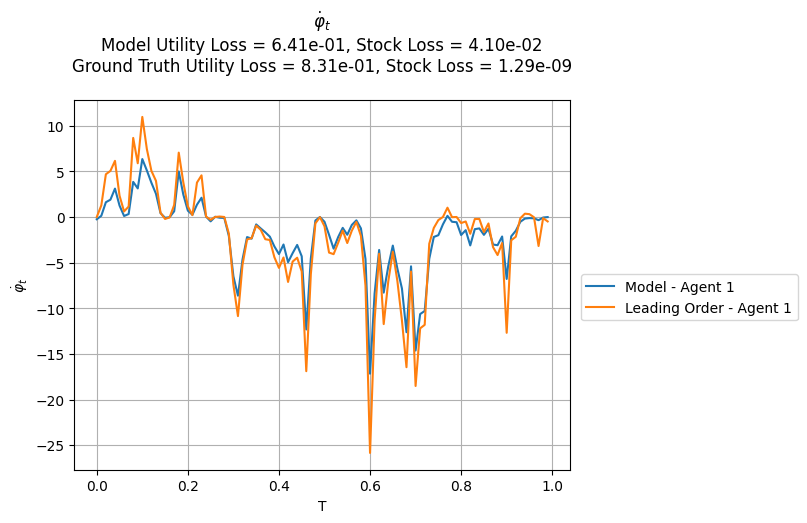 φ̇ₜ
Model Utility Loss = 6.41e-01, Stock Loss = 4.10e-02
Ground Truth Utility Loss = 8.31e-01, Stock Loss = 1.29e-09
10
5
0
−5
−10
−15
−20
−25
φ̇ₜ
0.0 0.2 0.4 0.6 0.8 1.0
T
Model - Agent 1
Leading Order - Agent 1